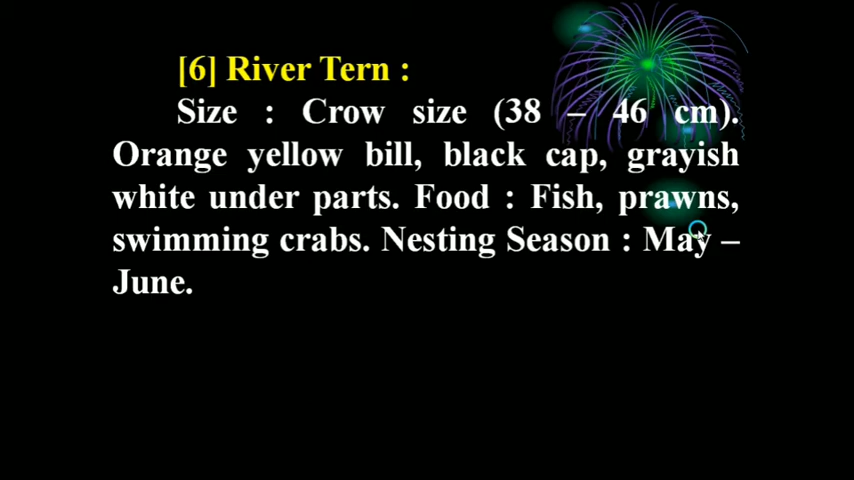 [6] River Tern :
Size : Crow size (38 – 46 cm).
Orange yellow bill, black cap, grayish
white under parts. Food : Fish, prawns,
swimming crabs. Nesting Season : May –
June.